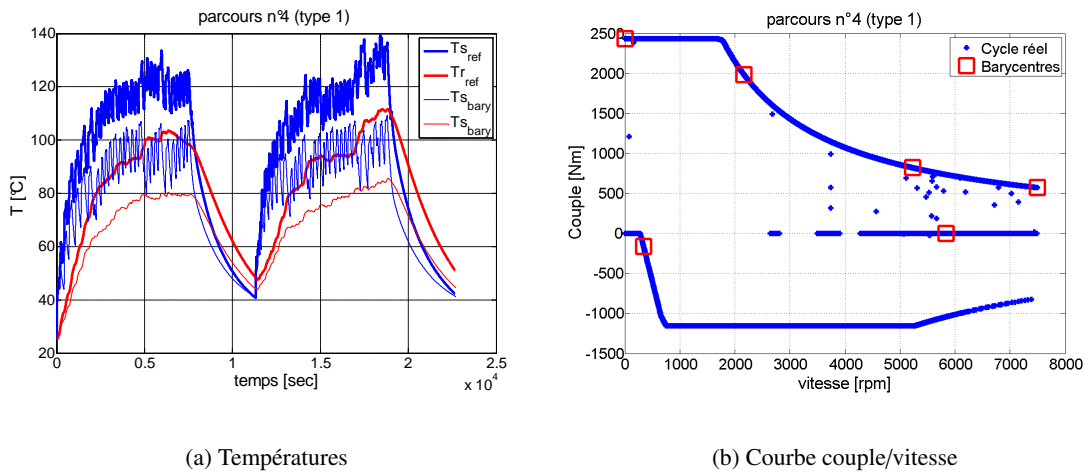 parcours n°4 (type 1)
140
120
100
80
60
40
20
T [°C]
0
0.5
1
1.5
2
2.5
x 10⁴
temps [sec]
Ts_ref
Tr_ref
Ts_bary
Ts_bary
(a) Températures
parcours n°4 (type 1)
2500
2000
1500
1000
500
0
-500
-1000
-1500
Couple [Nm]
0
1000
2000
3000
4000
5000
6000
7000
8000
vitesse [rpm]
Cycle réel
Barycentres
(b) Courbe couple/vitesse